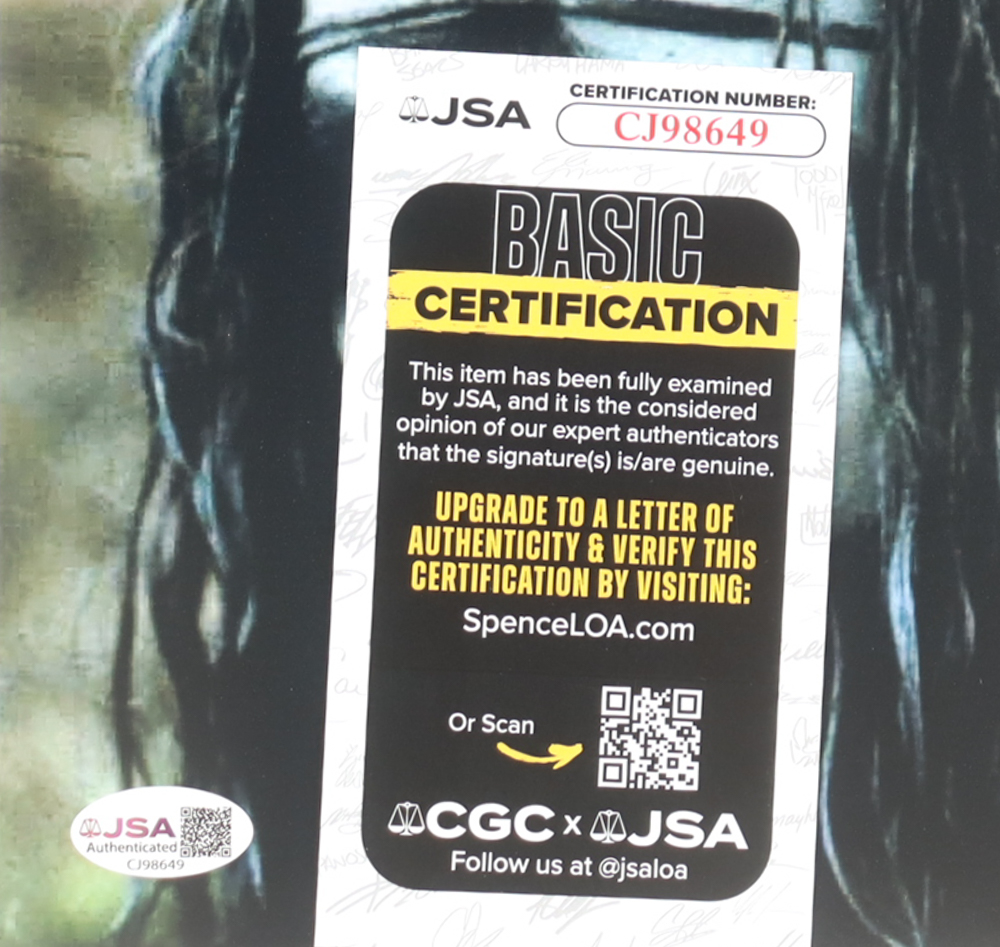 JSA
CERTIFICATION NUMBER:
CJ98649
BASIC
CERTIFICATION
This item has been fully examined
by JSA, and it is the considered
opinion of our expert authenticators
that the signature(s) is/are genuine.
UPGRADE TO A LETTER OF
AUTHENTICITY & VERIFY THIS
CERTIFICATION BY VISITING:
SpenceLOA.com
Or Scan
CGC x JSA
Follow us at @jsaloa
JSA
Authenticated
CJ98649